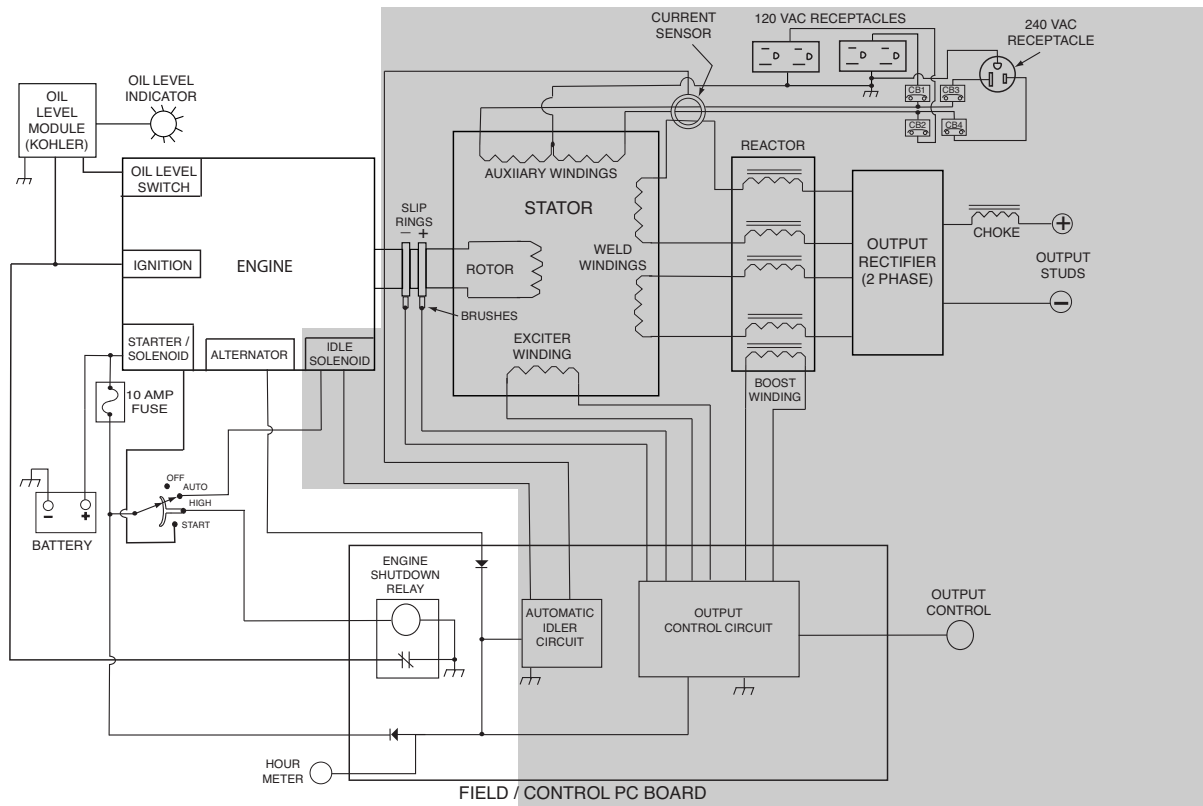 CURRENT
SENSOR
120 VAC RECEPTACLES
240 VAC
RECEPTACLE
OIL
LEVEL
MODULE
(KOHLER)
OIL LEVEL
INDICATOR
CB1
CB3
CB2
CB4
OIL LEVEL
SWITCH
IGNITION
ENGINE
STARTER /
SOLENOID
ALTERNATOR
IDLE
SOLENOID
SLIP
RINGS
– +
ROTOR
BRUSHES
AUXIIARY WINDINGS
STATOR
WELD
WINDINGS
EXCITER
WINDING
REACTOR
BOOST
WINDING
OUTPUT
RECTIFIER
(2 PHASE)
CHOKE
+
OUTPUT
STUDS
–
10 AMP
FUSE
OFF
AUTO
HIGH
START
– +
BATTERY
ENGINE
SHUTDOWN
RELAY
AUTOMATIC
IDLER
CIRCUIT
OUTPUT
CONTROL CIRCUIT
OUTPUT
CONTROL
HOUR
METER
FIELD / CONTROL PC BOARD